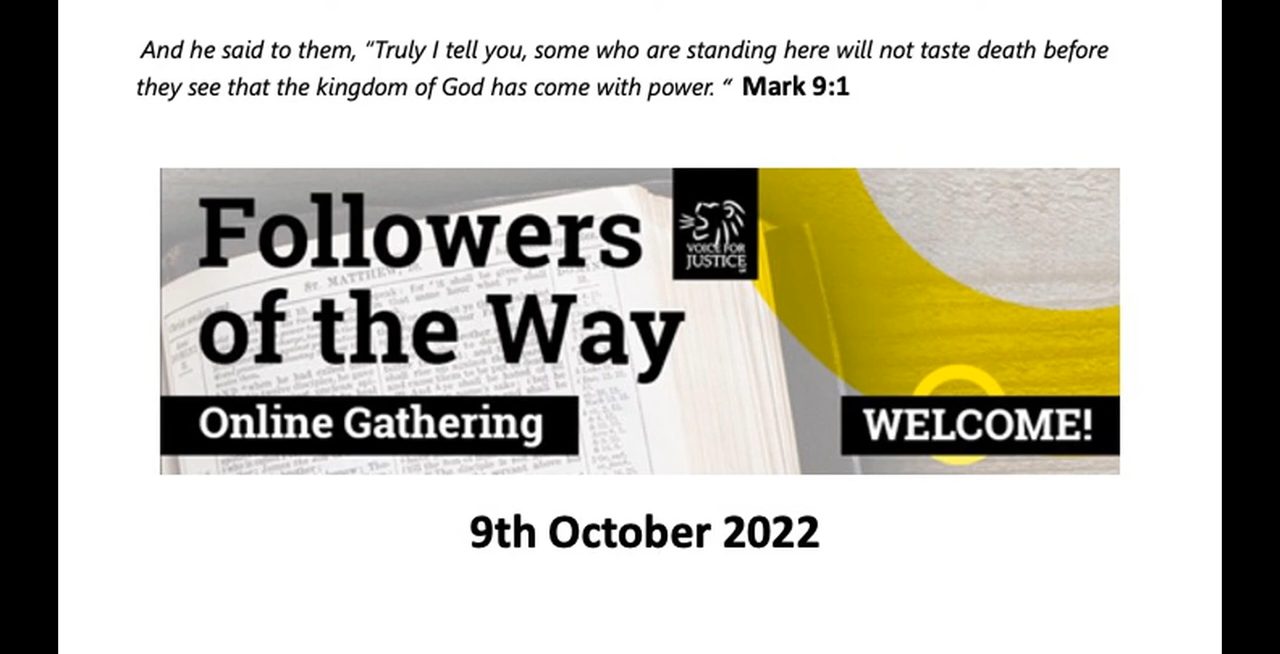 And he said to them, “Truly I tell you, some who are standing here will not taste death before
they see that the kingdom of God has come with power. “ Mark 9:1
Followers
of the Way
VOICE FOR
JUSTICE
Online Gathering
WELCOME!
ST. MATTHEW,
9th October 2022